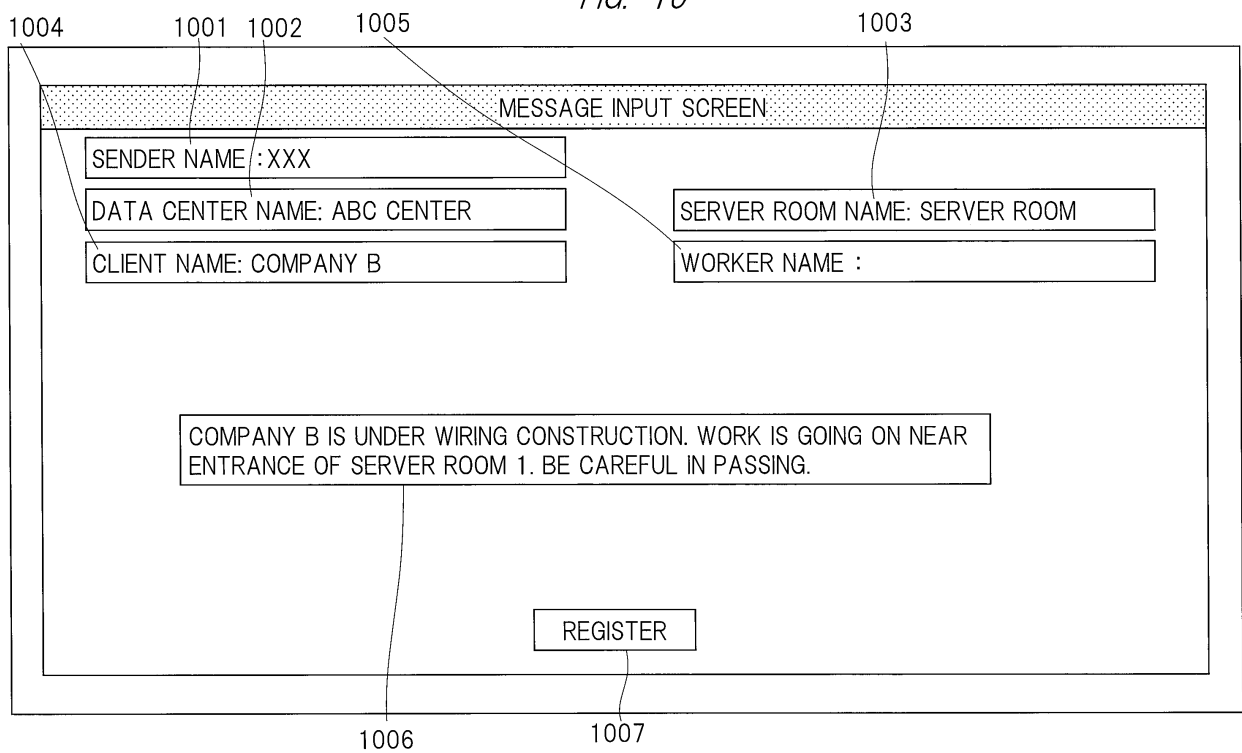 FIG. 10
1004 1001 1002 1005 1003
MESSAGE INPUT SCREEN
SENDER NAME : XXX
DATA CENTER NAME: ABC CENTER
SERVER ROOM NAME: SERVER ROOM
CLIENT NAME: COMPANY B
WORKER NAME :
COMPANY B IS UNDER WIRING CONSTRUCTION. WORK IS GOING ON NEAR
ENTRANCE OF SERVER ROOM 1. BE CAREFUL IN PASSING.
REGISTER
1006 1007